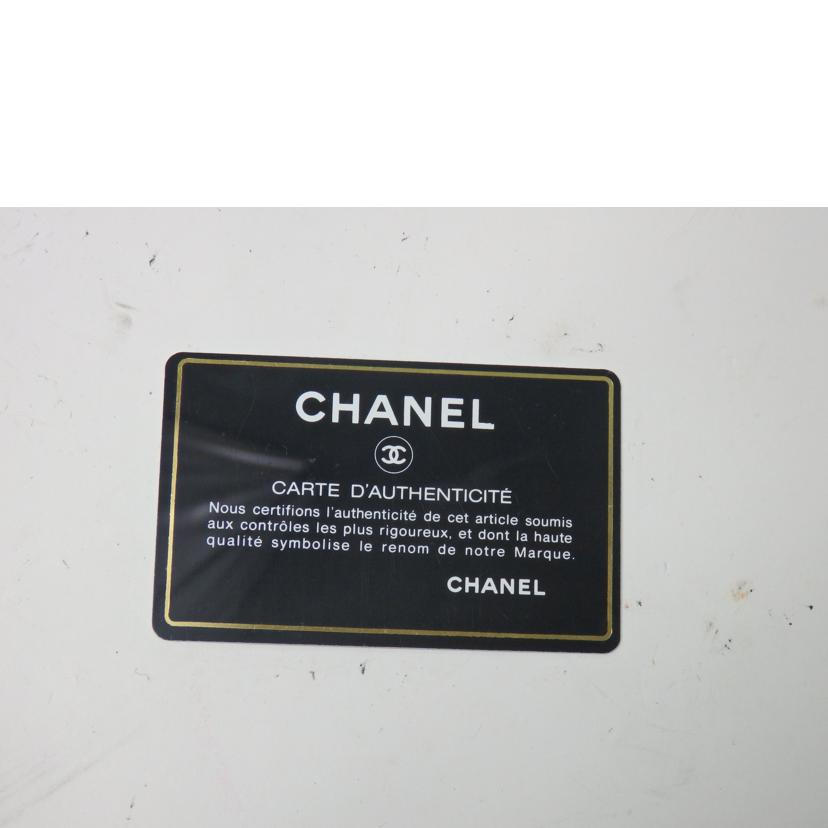 CHANEL
CARTE D'AUTHENTICITÉ
Nous certifions l'authenticité de cet article soumis
aux contrôles les plus rigoureux, et dont la haute
qualité symbolise le renom de notre Marque.
CHANEL